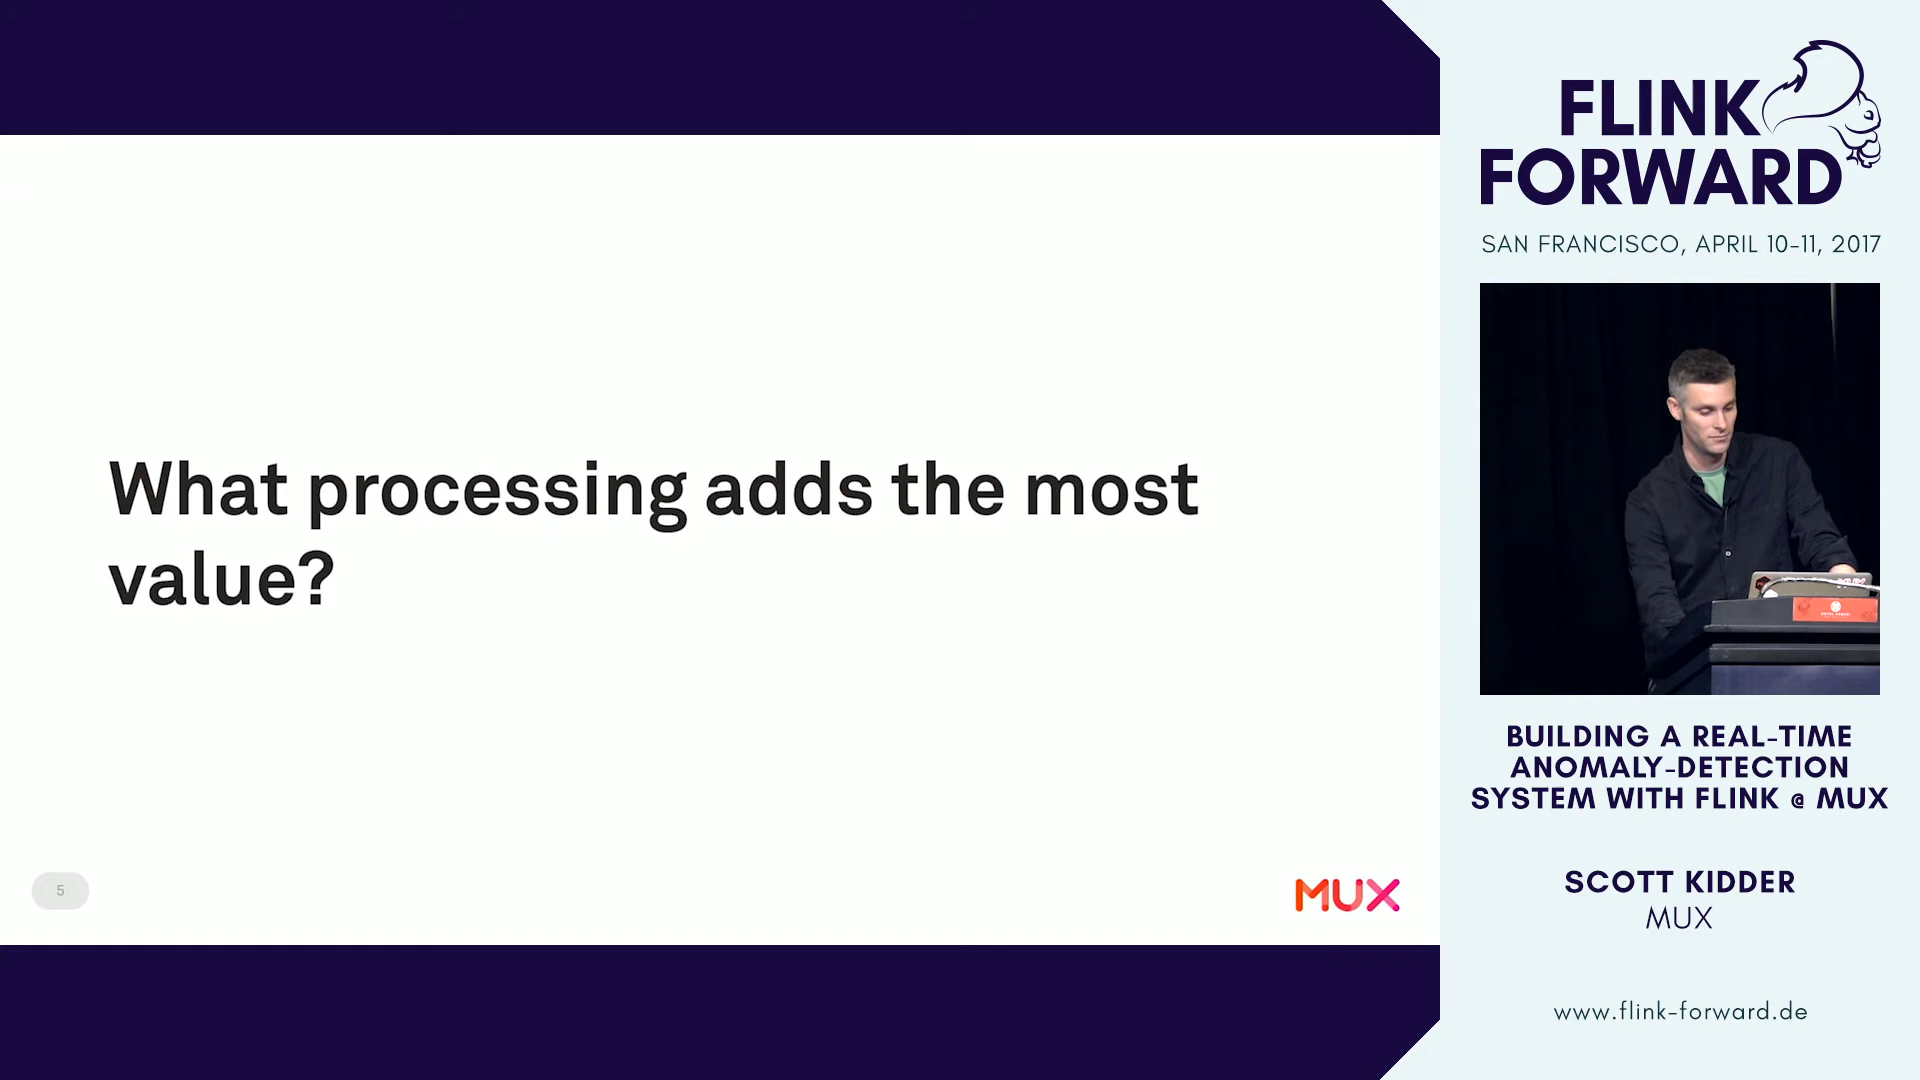 What processing adds the most
value?
5
MUX
FLINK
FORWARD
SAN FRANCISCO, APRIL 10-11, 2017
BUILDING A REAL-TIME
ANOMALY-DETECTION
SYSTEM WITH FLINK @ MUX
SCOTT KIDDER
MUX
www.flink-forward.de